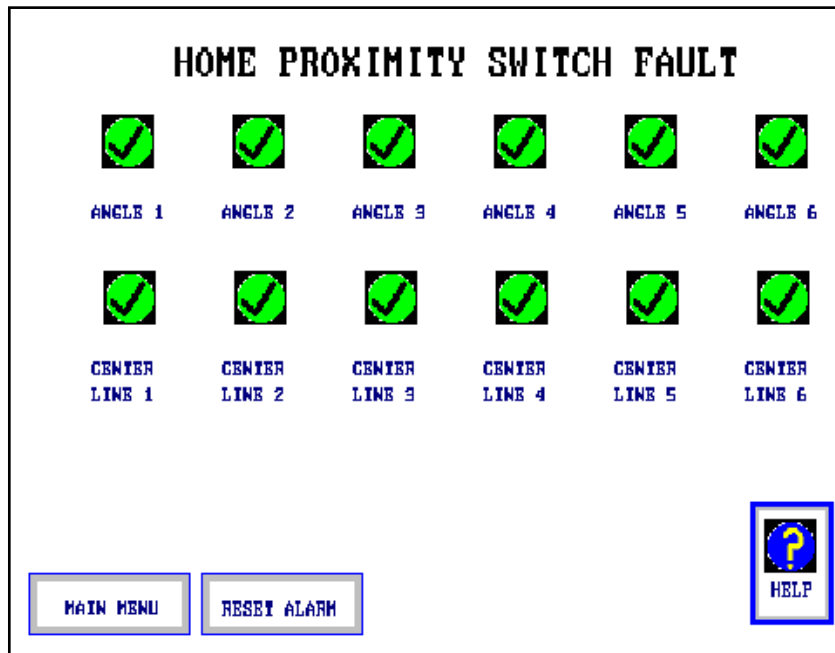 HOME PROXIMITY SWITCH FAULT
ANGLE 1 ANGLE 2 ANGLE 3 ANGLE 4 ANGLE 5 ANGLE 6
CENTER CENTER CENTER CENTER CENTER CENTER
LINE 1 LINE 2 LINE 3 LINE 4 LINE 5 LINE 6
?
HELP
MAIN MENU RESET ALARM